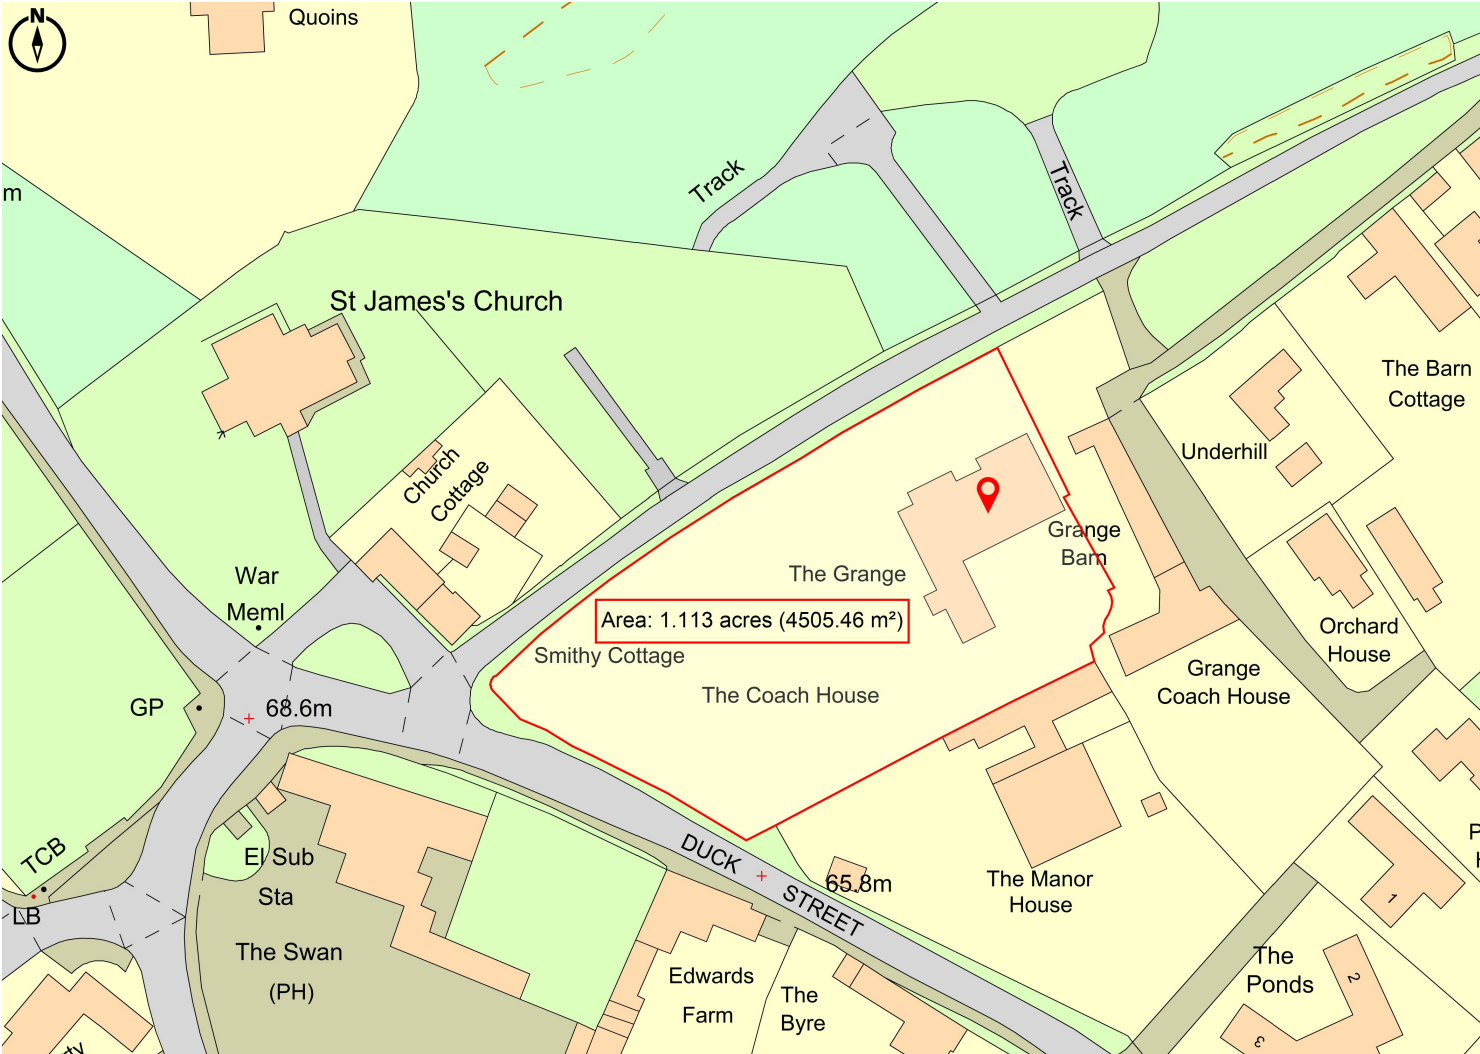 N
Quoins
m
Track
Track
St James's Church
The Barn
Cottage
Underhill
Church
Cottage
Grange
Barn
War
Meml
The Grange
Area: 1.113 acres (4505.46 m²)
Orchard
House
Smithy Cottage
Grange
Coach House
The Coach House
GP
68.6m
TCB
LB
El Sub
Sta
DUCK STREET
65.8m
The Manor
House
P
H
1
The Swan
(PH)
Edwards
Farm
The
Byre
The
Ponds
2
3
ty